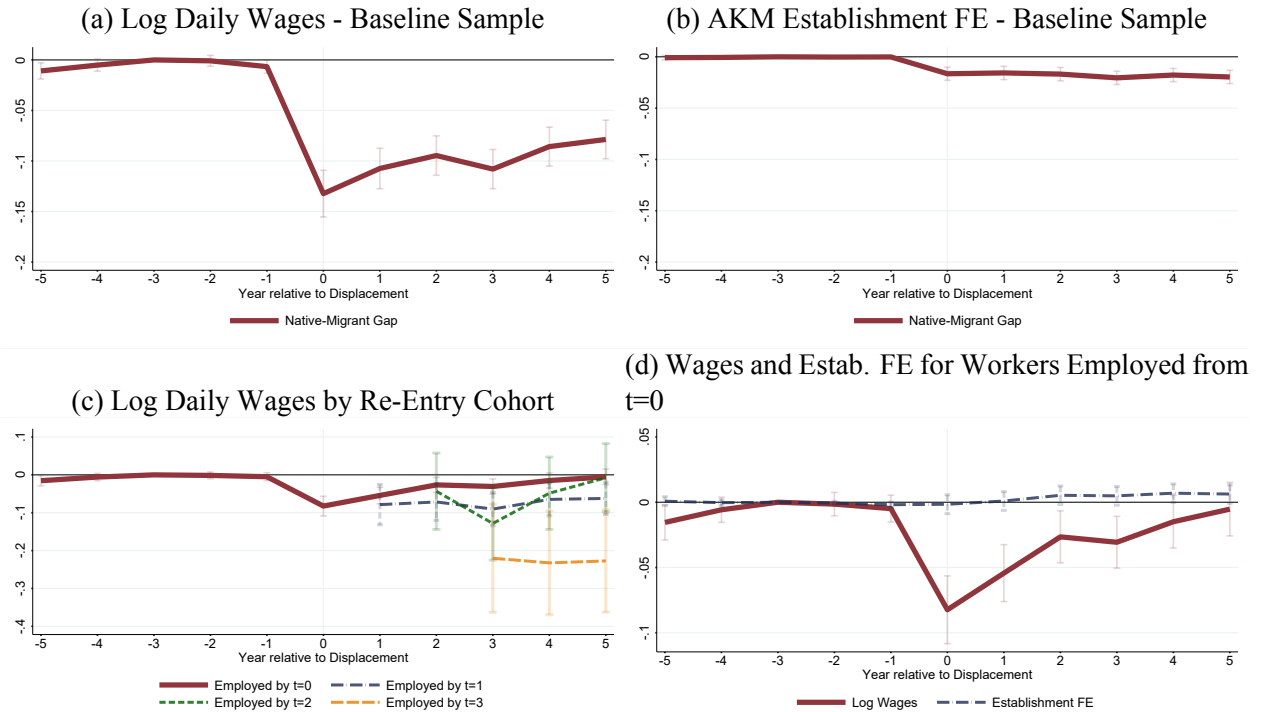 (a) Log Daily Wages - Baseline Sample
0
-.05
-.1
-.15
-.2
-5 -4 -3 -2 -1 0 1 2 3 4 5
Year relative to Displacement
Native-Migrant Gap
(b) AKM Establishment FE - Baseline Sample
0
-.05
-.1
-.15
-.2
-5 -4 -3 -2 -1 0 1 2 3 4 5
Year relative to Displacement
Native-Migrant Gap
(c) Log Daily Wages by Re-Entry Cohort
.1
0
-.1
-.2
-.3
-.4
-5 -4 -3 -2 -1 0 1 2 3 4 5
Year relative to Displacement
Employed by t=0 Employed by t=1
Employed by t=2 Employed by t=3
(d) Wages and Estab. FE for Workers Employed from
t=0
.05
0
-.05
-.1
-5 -4 -3 -2 -1 0 1 2 3 4 5
Year relative to Displacement
Log Wages Establishment FE